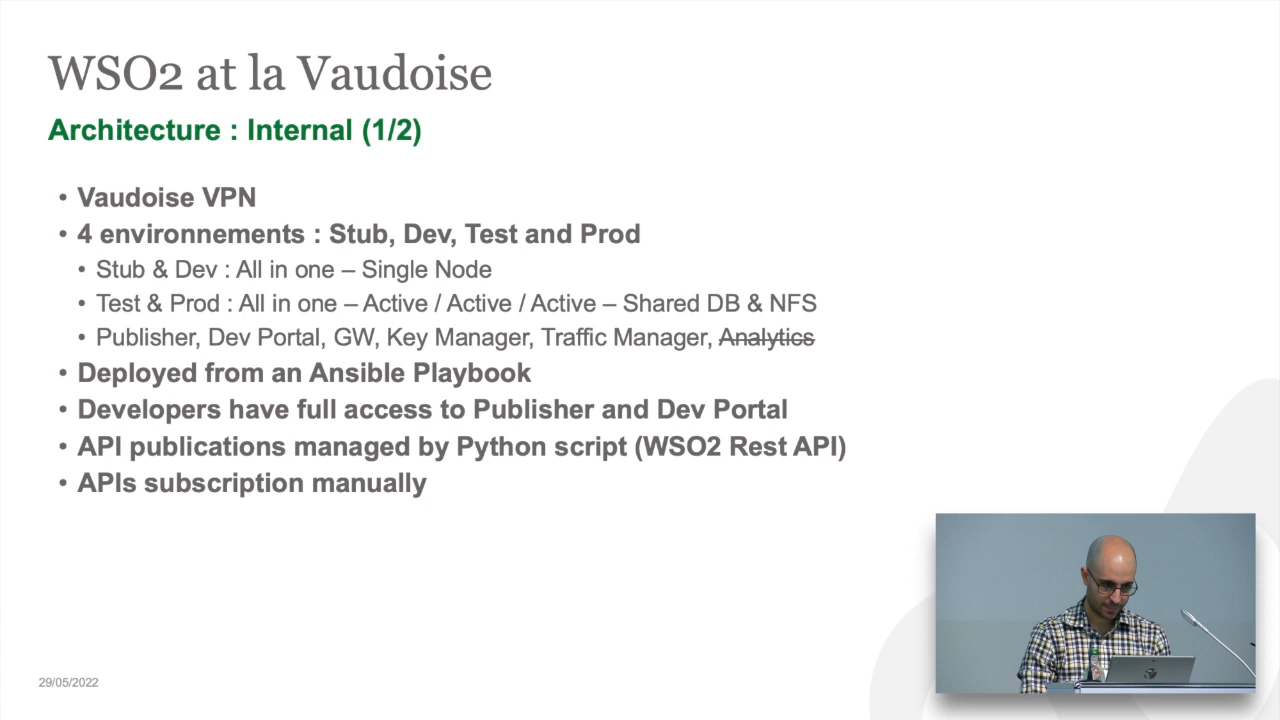 WSO2 at la Vaudoise
Architecture : Internal (1/2)
• Vaudoise VPN
• 4 environnements : Stub, Dev, Test and Prod
• Stub & Dev : All in one – Single Node
• Test & Prod : All in one – Active / Active / Active – Shared DB & NFS
• Publisher, Dev Portal, GW, Key Manager, Traffic Manager, Analytics
• Deployed from an Ansible Playbook
• Developers have full access to Publisher and Dev Portal
• API publications managed by Python script (WSO2 Rest API)
• APIs subscription manually
29/05/2022